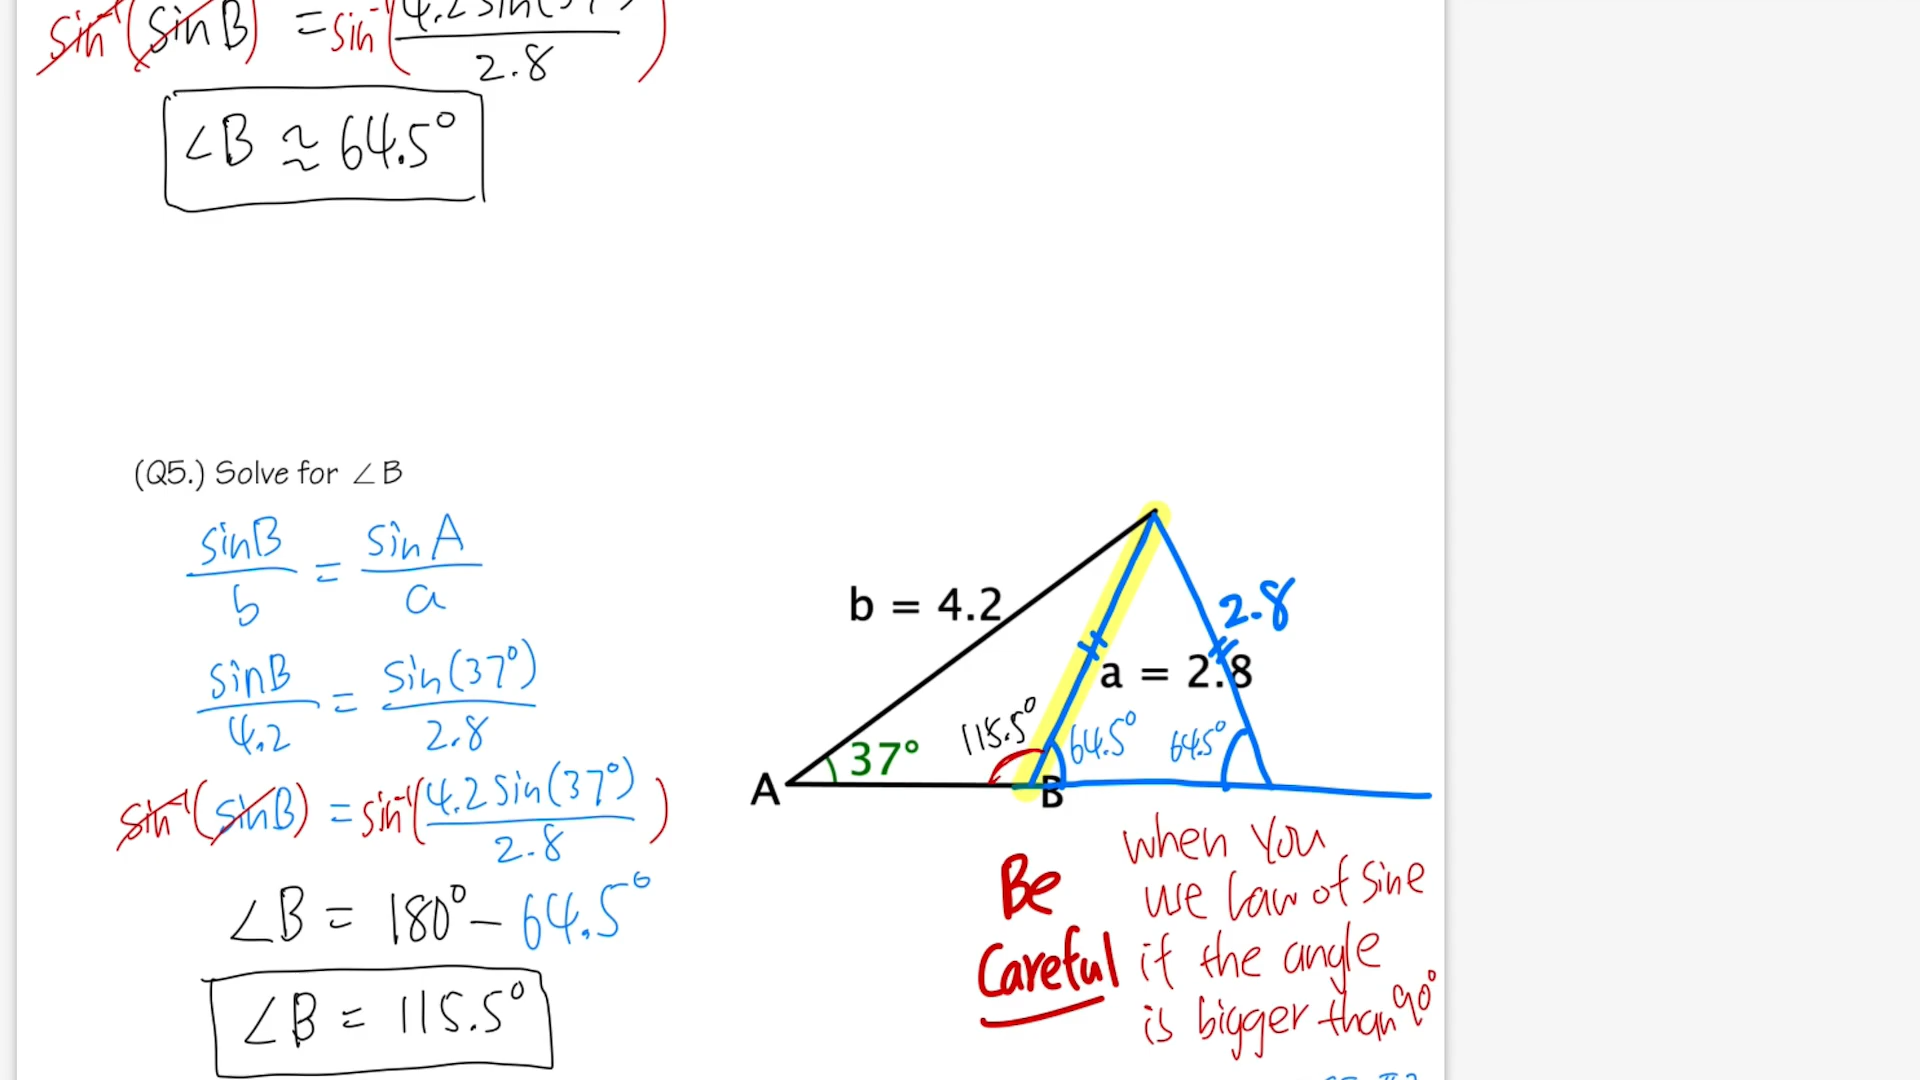 sin⁻¹(sin B) = sin⁻¹(4.2 sin(37°)/2.8)
∠B ≈ 64.5°
(Q5.) Solve for ∠B
sinB/b = sin A/a
sinB/4.2 = sin(37°)/2.8
sin⁻¹(sinB) = sin⁻¹(4.2 sin(37°)/2.8)
∠B = 180° - 64.5°
∠B = 115.5°
b = 4.2
2.8
a = 2.8
37°
115.5°
64.5°
64.5°
A
B
Be
Careful
when you
use Law of Sine
if the angle
is bigger than 90°